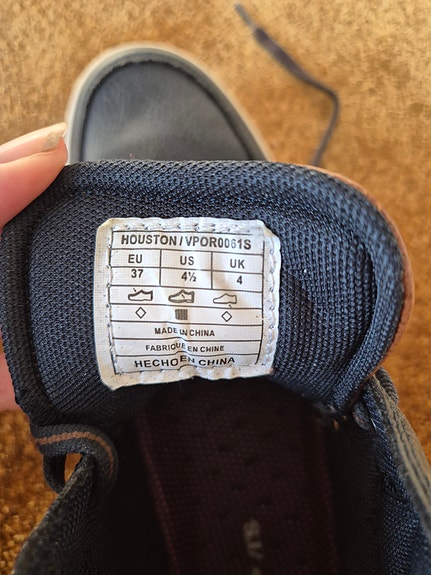 HOUSTON / VPOR0061S
EU US UK
37 4½ 4
MADE IN CHINA
FABRIQUE EN CHINE
HECHO EN CHINA